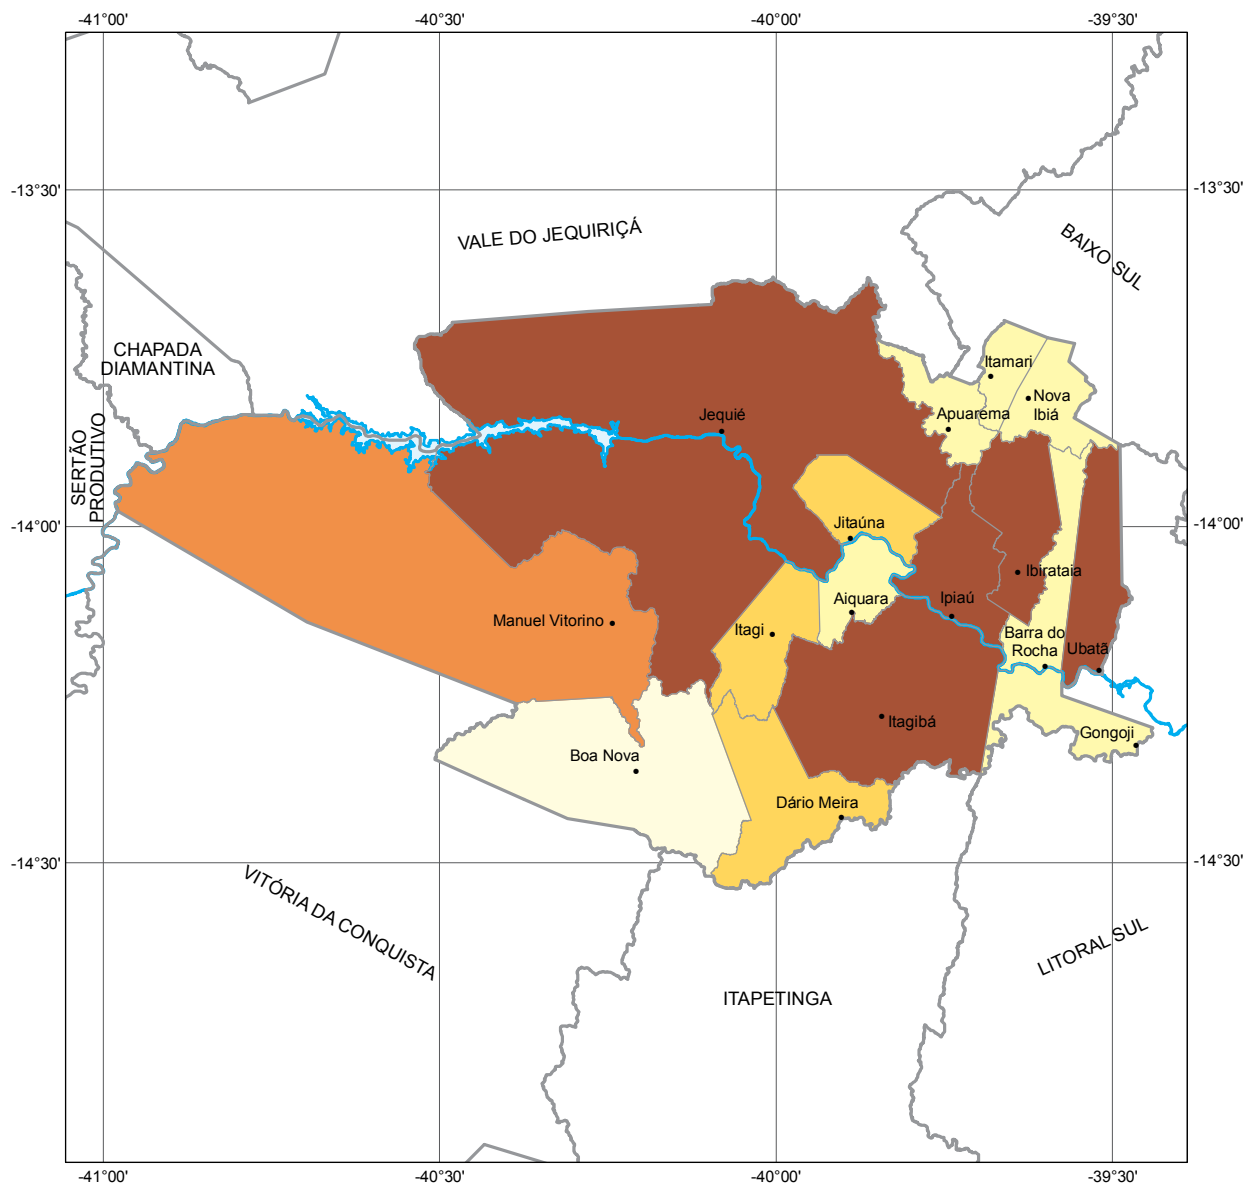 -41°00'
-40°30'
-40°00'
-39°30'
-13°30'
-13°30'
VALE DO JEQUIRIÇÁ
BAIXO SUL
CHAPADA
DIAMANTINA
Itamari
Nova
Ibiá
Apuarema
Jequié
SERTÃO
PRODUTIVO
-14°00'
-14°00'
Jitaúna
Ibirataia
Aiquara
Ipiaú
Manuel Vitorino
Itagi
Barra do
Rocha
Ubatã
Itagibá
Gongoji
Boa Nova
Dário Meira
-14°30'
-14°30'
VITÓRIA DA CONQUISTA
LITORAL SUL
ITAPETINGA
-41°00'
-40°30'
-40°00'
-39°30'